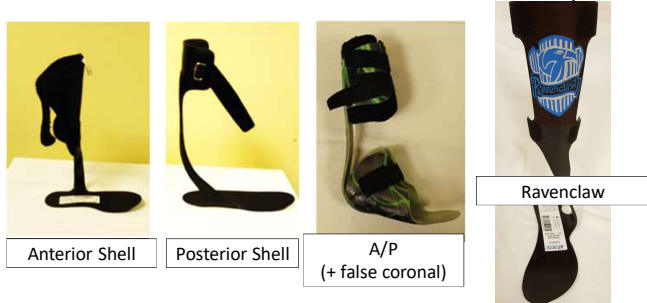 Ravenclaw
Anterior Shell
Posterior Shell
A/P
(+ false coronal)
Ravenclaw